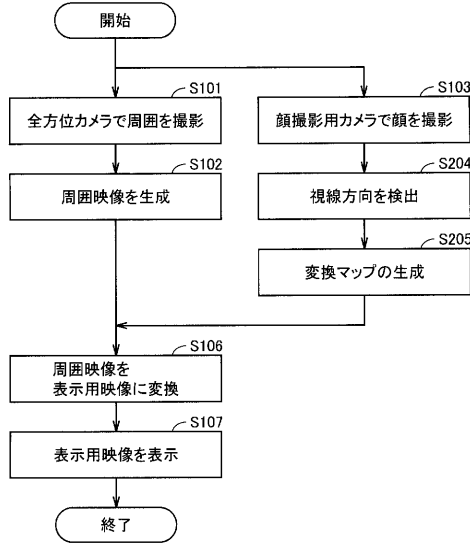 開始
S101
全方位カメラで周囲を撮影
S102
周囲映像を生成
S103
顔撮影用カメラで顔を撮影
S204
視線方向を検出
S205
変換マップの生成
S106
周囲映像を
表示用映像に変換
S107
表示用映像を表示
終了